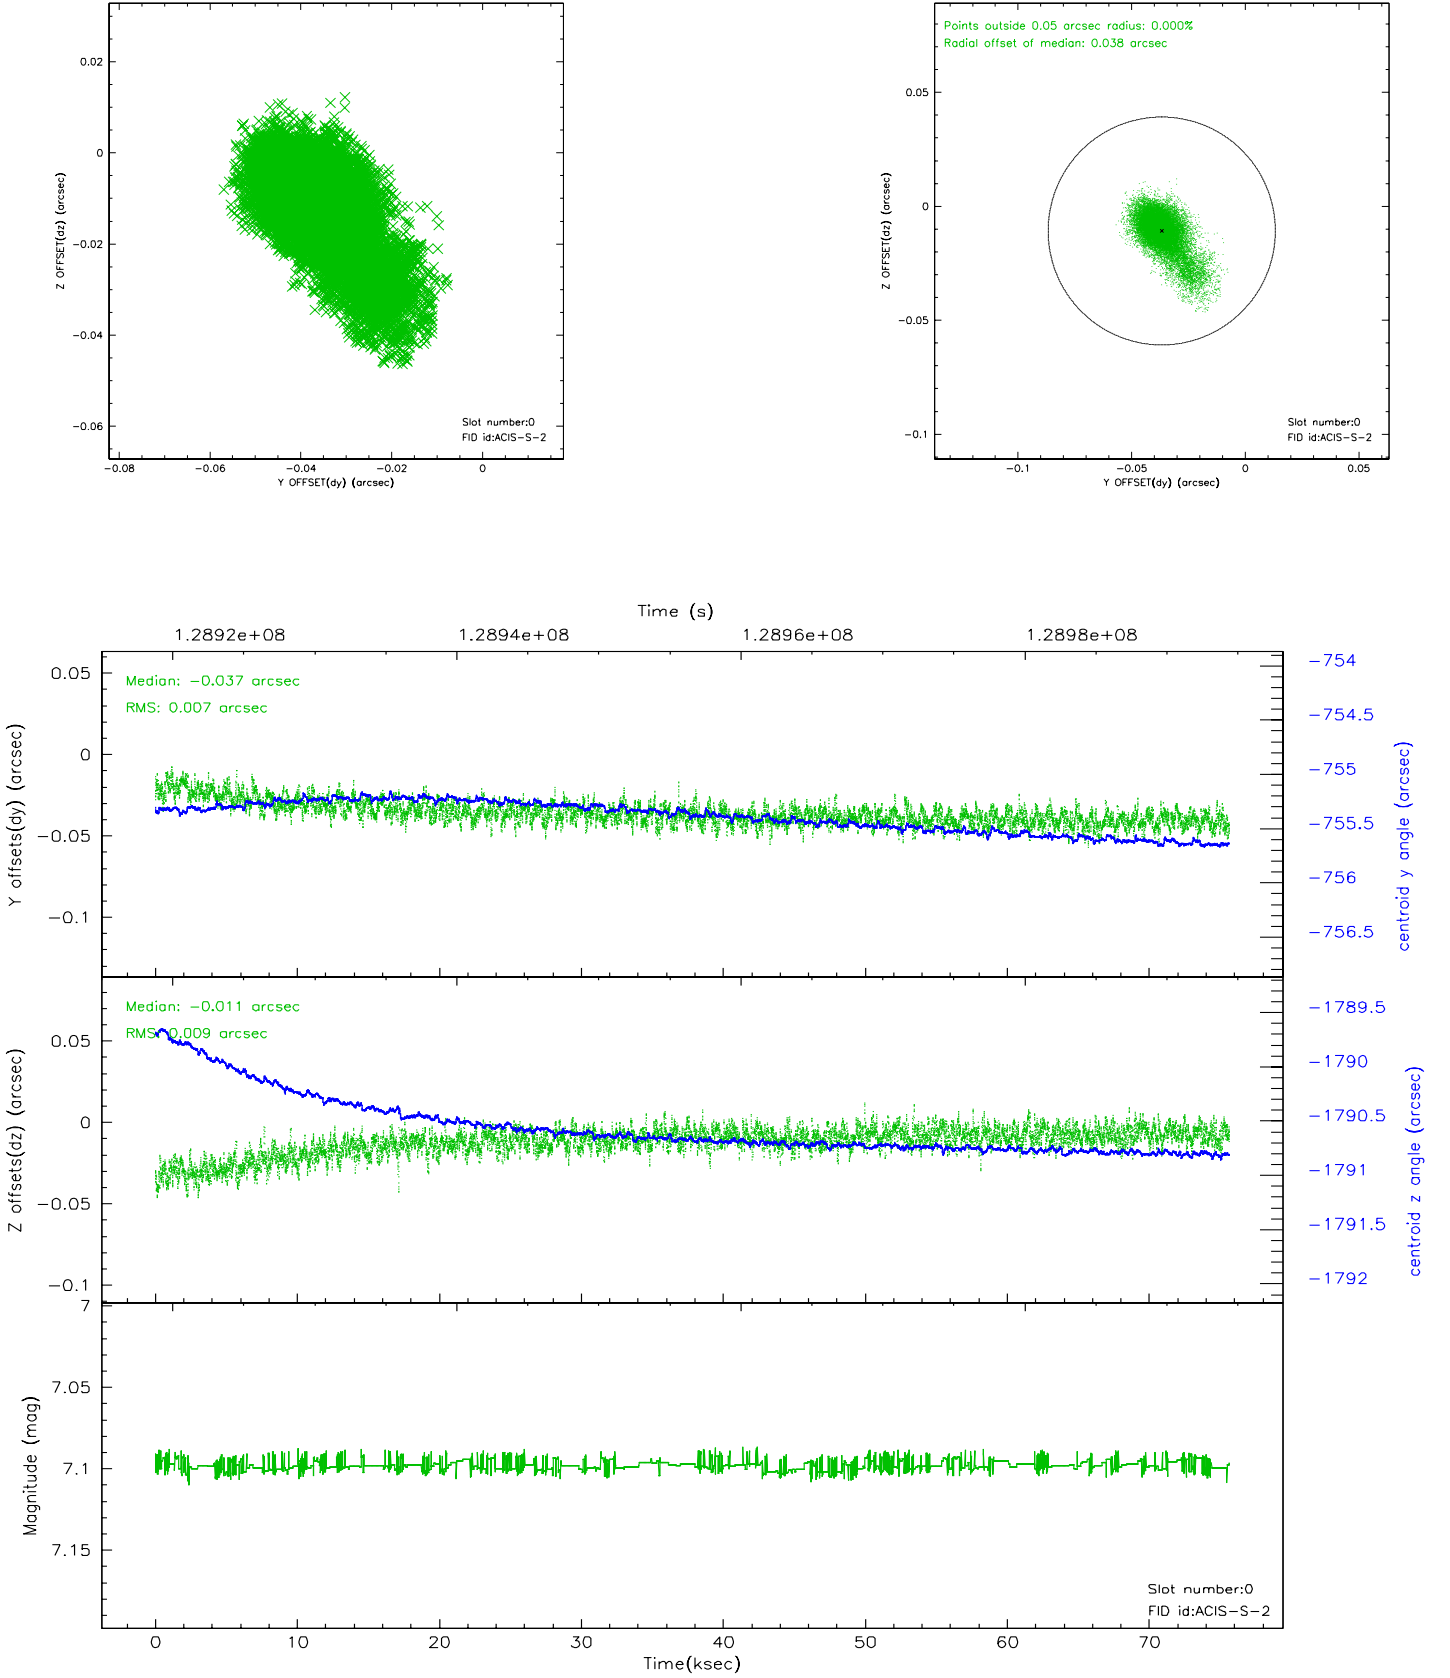 0.02
0
−0.02
−0.04
−0.06
Z OFFSET(dz) (arcsec)
Slot number:0
FID id:ACIS−S−2
−0.08
−0.06
−0.04
−0.02
0
Y OFFSET(dy) (arcsec)
Points outside 0.05 arcsec radius: 0.000%
Radial offset of median: 0.038 arcsec
0.05
0
−0.05
−0.1
Z OFFSET(dz) (arcsec)
Slot number:0
FID id:ACIS−S−2
−0.1
−0.05
0
0.05
Y OFFSET(dy) (arcsec)
Time (s)
1.2892e+08
1.2894e+08
1.2896e+08
1.2898e+08
Median: −0.037 arcsec
RMS: 0.007 arcsec
0.05
0
−0.05
−0.1
Y offsets(dy) (arcsec)
−754
−754.5
−755
−755.5
−756
−756.5
centroid y angle (arcsec)
Median: −0.011 arcsec
RMS: 0.009 arcsec
0.05
0
−0.05
−0.1
Z offsets(dz) (arcsec)
−1789.5
−1790
−1790.5
−1791
−1791.5
−1792
centroid z angle (arcsec)
7
7.05
7.1
7.15
Magnitude (mag)
Slot number:0
FID id:ACIS−S−2
0
10
20
30
40
50
60
70
Time(ksec)